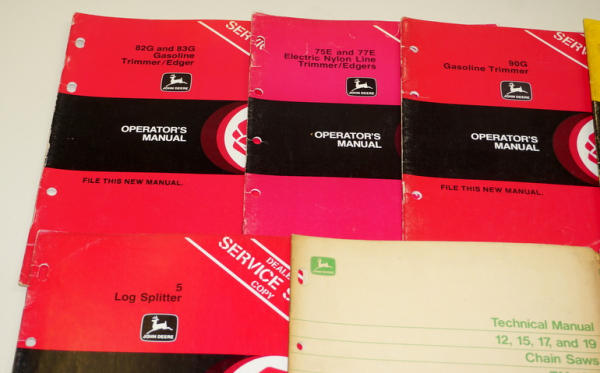 82G and 83G
Gasoline
Trimmer/Edger
JOHN DEERE
OPERATOR'S
MANUAL
FILE THIS NEW MANUAL.
75E and 77E
Electric Nylon Line
Trimmer/Edgers
JOHN DEERE
OPERATOR'S
MANUAL
90G
Gasoline Trimmer
JOHN DEERE
OPERATOR'S
MANUAL
FILE THIS NEW MANUAL.
5
Log Splitter
JOHN DEERE
DEALER
SERVICE
COPY
Technical Manual
12, 15, 17, and 19
Chain Saws